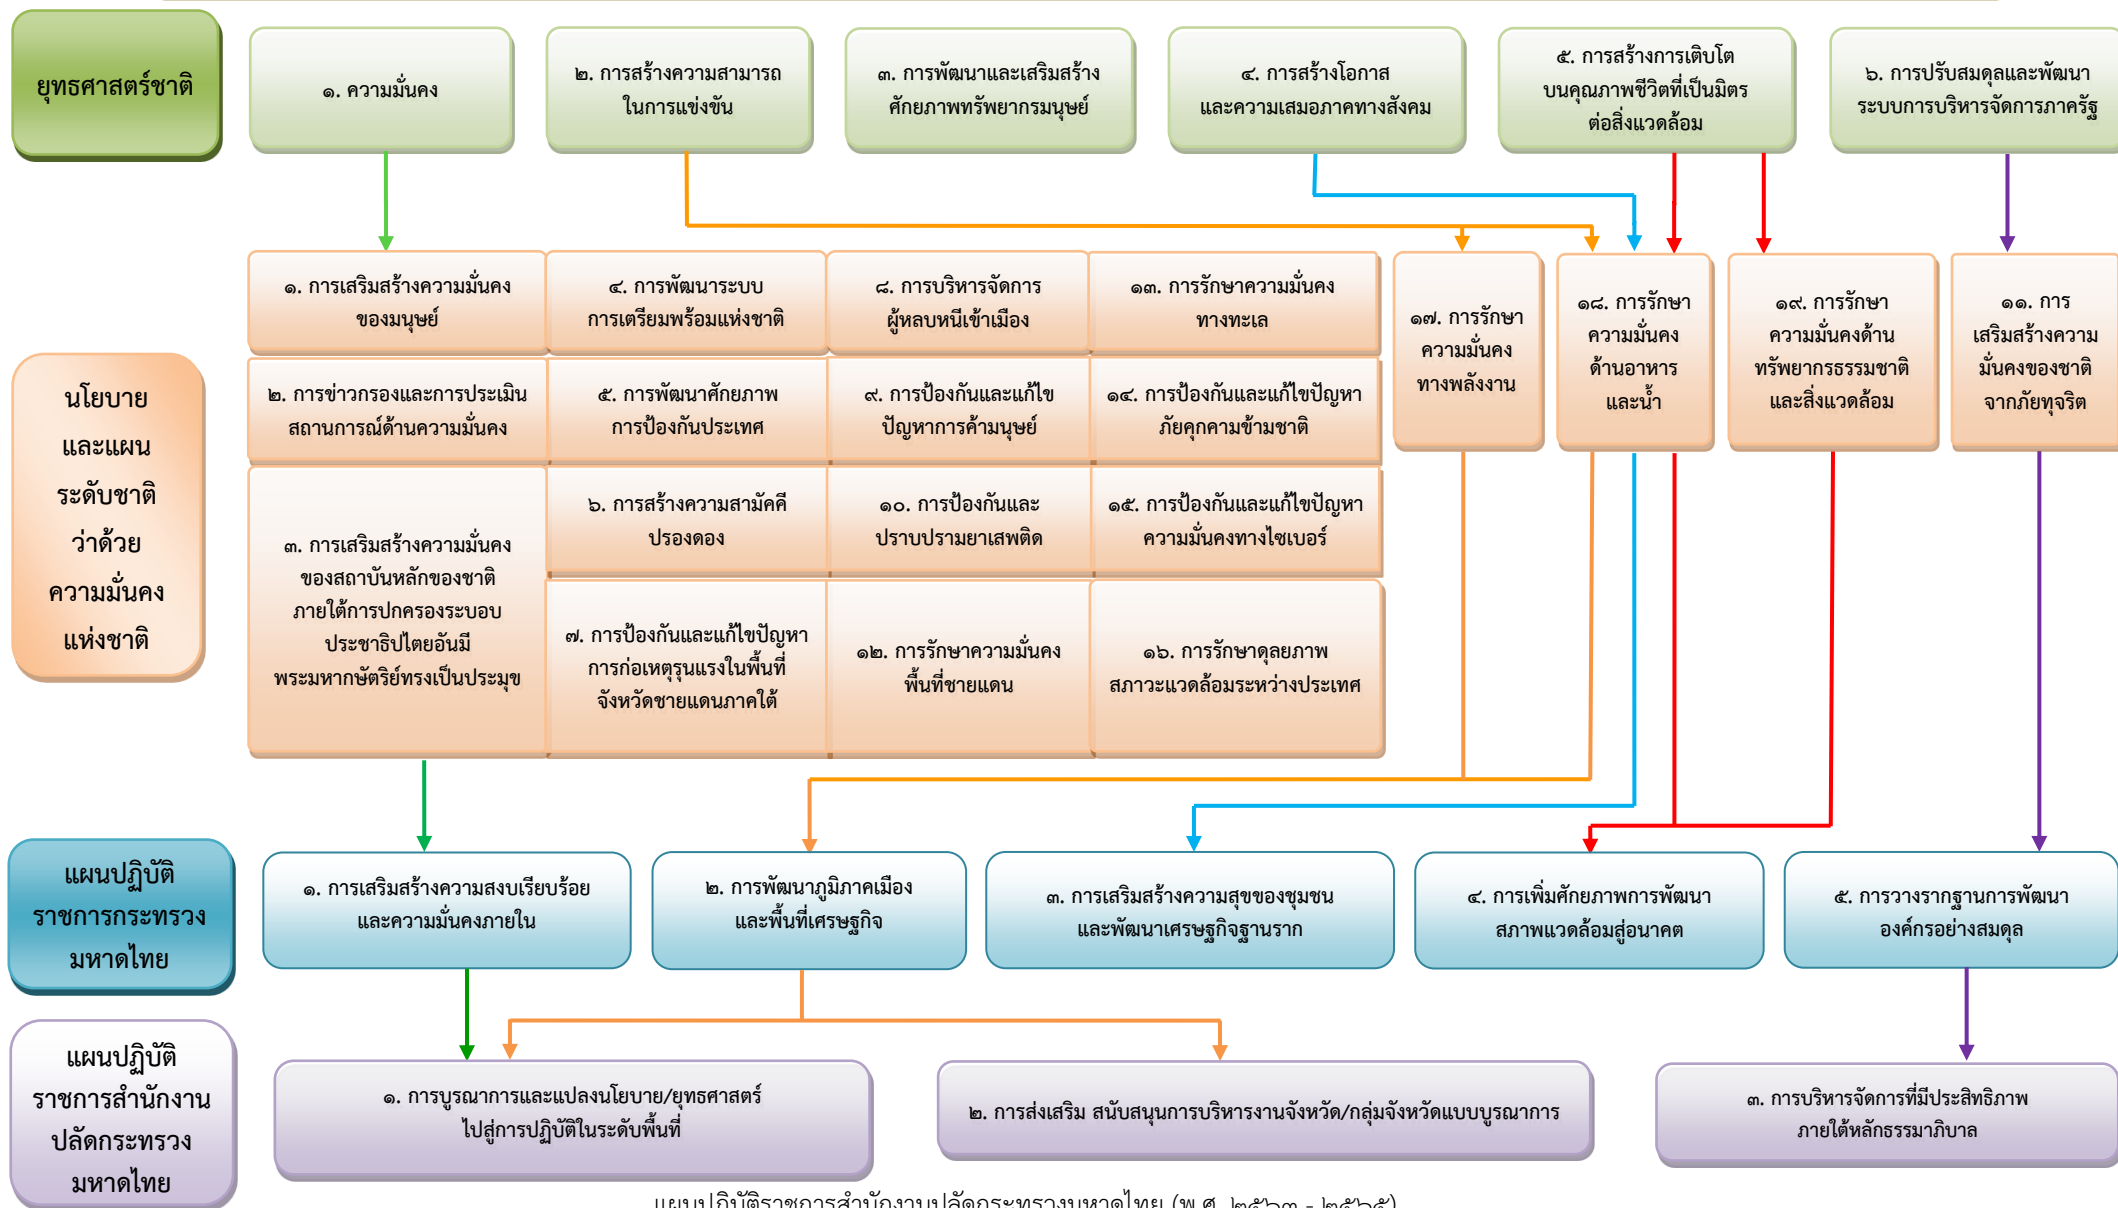 ยุทธศาสตร์ชาติ
๑. ความมั่นคง
๒. การสร้างความสามารถ
ในการแข่งขัน
๓. การพัฒนาและเสริมสร้าง
ศักยภาพทรัพยากรมนุษย์
๔. การสร้างโอกาส
และความเสมอภาคทางสังคม
๕. การสร้างการเติบโต
บนคุณภาพชีวิตที่เป็นมิตร
ต่อสิ่งแวดล้อม
๖. การปรับสมดุลและพัฒนา
ระบบการบริหารจัดการภาครัฐ
นโยบาย
และแผน
ระดับชาติ
ว่าด้วย
ความมั่นคง
แห่งชาติ
๑. การเสริมสร้างความมั่นคง
ของมนุษย์
๒. การข่าวกรองและการประเมิน
สถานการณ์ด้านความมั่นคง
๓. การเสริมสร้างความมั่นคง
ของสถาบันหลักของชาติ
ภายใต้การปกครองระบอบ
ประชาธิปไตยอันมี
พระมหากษัตริย์ทรงเป็นประมุข
๔. การพัฒนาระบบ
การเตรียมพร้อมแห่งชาติ
๕. การพัฒนาศักยภาพ
การป้องกันประเทศ
๖. การสร้างความสามัคคี
ปรองดอง
๗. การป้องกันและแก้ไขปัญหา
การก่อเหตุรุนแรงในพื้นที่
จังหวัดชายแดนภาคใต้
๘. การบริหารจัดการ
ผู้หลบหนีเข้าเมือง
๙. การป้องกันและแก้ไข
ปัญหาการค้ามนุษย์
๑๐. การป้องกันและ
ปราบปรามยาเสพติด
๑๒. การรักษาความมั่นคง
พื้นที่ชายแดน
๑๓. การรักษาความมั่นคง
ทางทะเล
๑๔. การป้องกันและแก้ไขปัญหา
ภัยคุกคามข้ามชาติ
๑๕. การป้องกันและแก้ไขปัญหา
ความมั่นคงทางไซเบอร์
๑๖. การรักษาดุลยภาพ
สภาวะแวดล้อมระหว่างประเทศ
๑๗. การรักษา
ความมั่นคง
ทางพลังงาน
๑๘. การรักษา
ความมั่นคง
ด้านอาหาร
และน้ำ
๑๙. การรักษา
ความมั่นคงด้าน
ทรัพยากรธรรมชาติ
และสิ่งแวดล้อม
๑๑. การ
เสริมสร้างความ
มั่นคงของชาติ
จากภัยทุจริต
แผนปฏิบัติ
ราชการกระทรวง
มหาดไทย
๑. การเสริมสร้างความสงบเรียบร้อย
และความมั่นคงภายใน
๒. การพัฒนาภูมิภาคเมือง
และพื้นที่เศรษฐกิจ
๓. การเสริมสร้างความสุขของชุมชน
และพัฒนาเศรษฐกิจฐานราก
๔. การเพิ่มศักยภาพการพัฒนา
สภาพแวดล้อมสู่อนาคต
๕. การวางรากฐานการพัฒนา
องค์กรอย่างสมดุล
แผนปฏิบัติ
ราชการสำนักงาน
ปลัดกระทรวง
มหาดไทย
๑. การบูรณาการและแปลงนโยบาย/ยุทธศาสตร์
ไปสู่การปฏิบัติในระดับพื้นที่
๒. การส่งเสริม สนับสนุนการบริหารงานจังหวัด/กลุ่มจังหวัดแบบบูรณาการ
๓. การบริหารจัดการที่มีประสิทธิภาพ
ภายใต้หลักธรรมาภิบาล
แผนปฏิบัติราชการสำนักงานปลัดกระทรวงมหาดไทย (พ.ศ. ๒๕๖๓ - ๒๕๖๕)